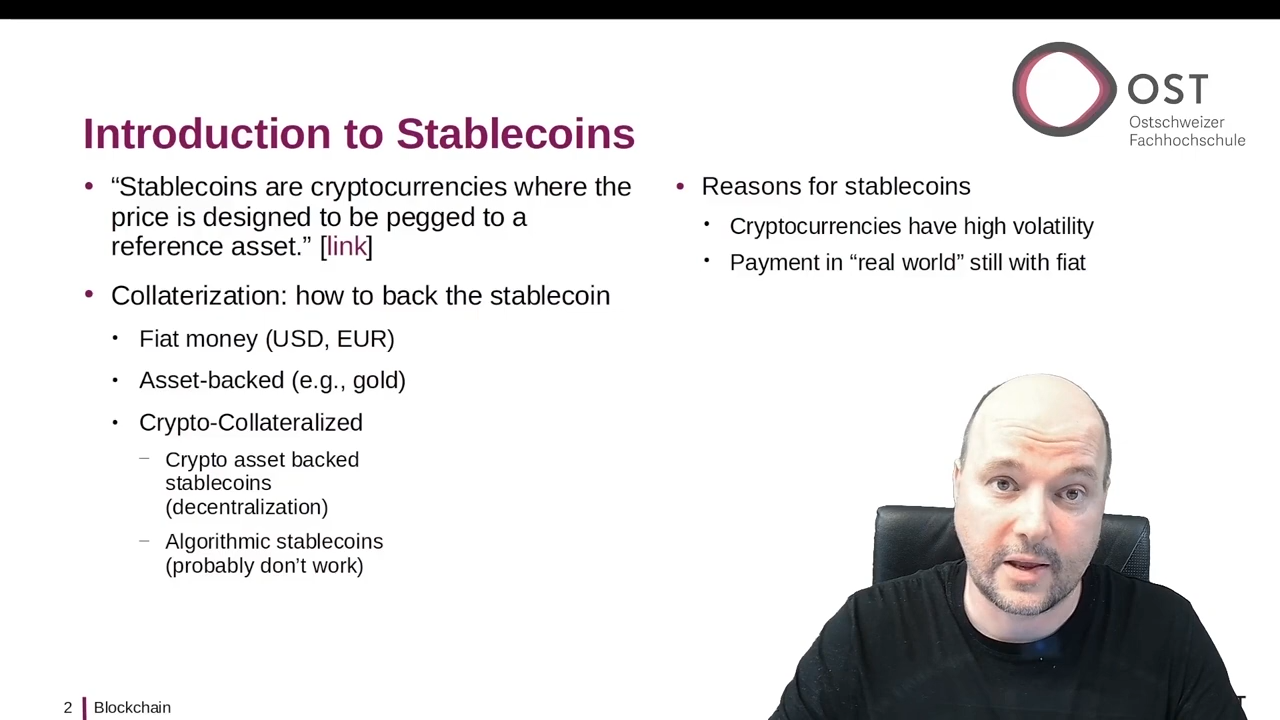 OST
Ostschweizer
Fachhochschule
Introduction to Stablecoins
• “Stablecoins are cryptocurrencies where the
price is designed to be pegged to a
reference asset.” [link]
• Collaterization: how to back the stablecoin
• Fiat money (USD, EUR)
• Asset-backed (e.g., gold)
• Crypto-Collateralized
– Crypto asset backed
stablecoins
(decentralization)
– Algorithmic stablecoins
(probably don’t work)
• Reasons for stablecoins
• Cryptocurrencies have high volatility
• Payment in “real world” still with fiat
2 Blockchain